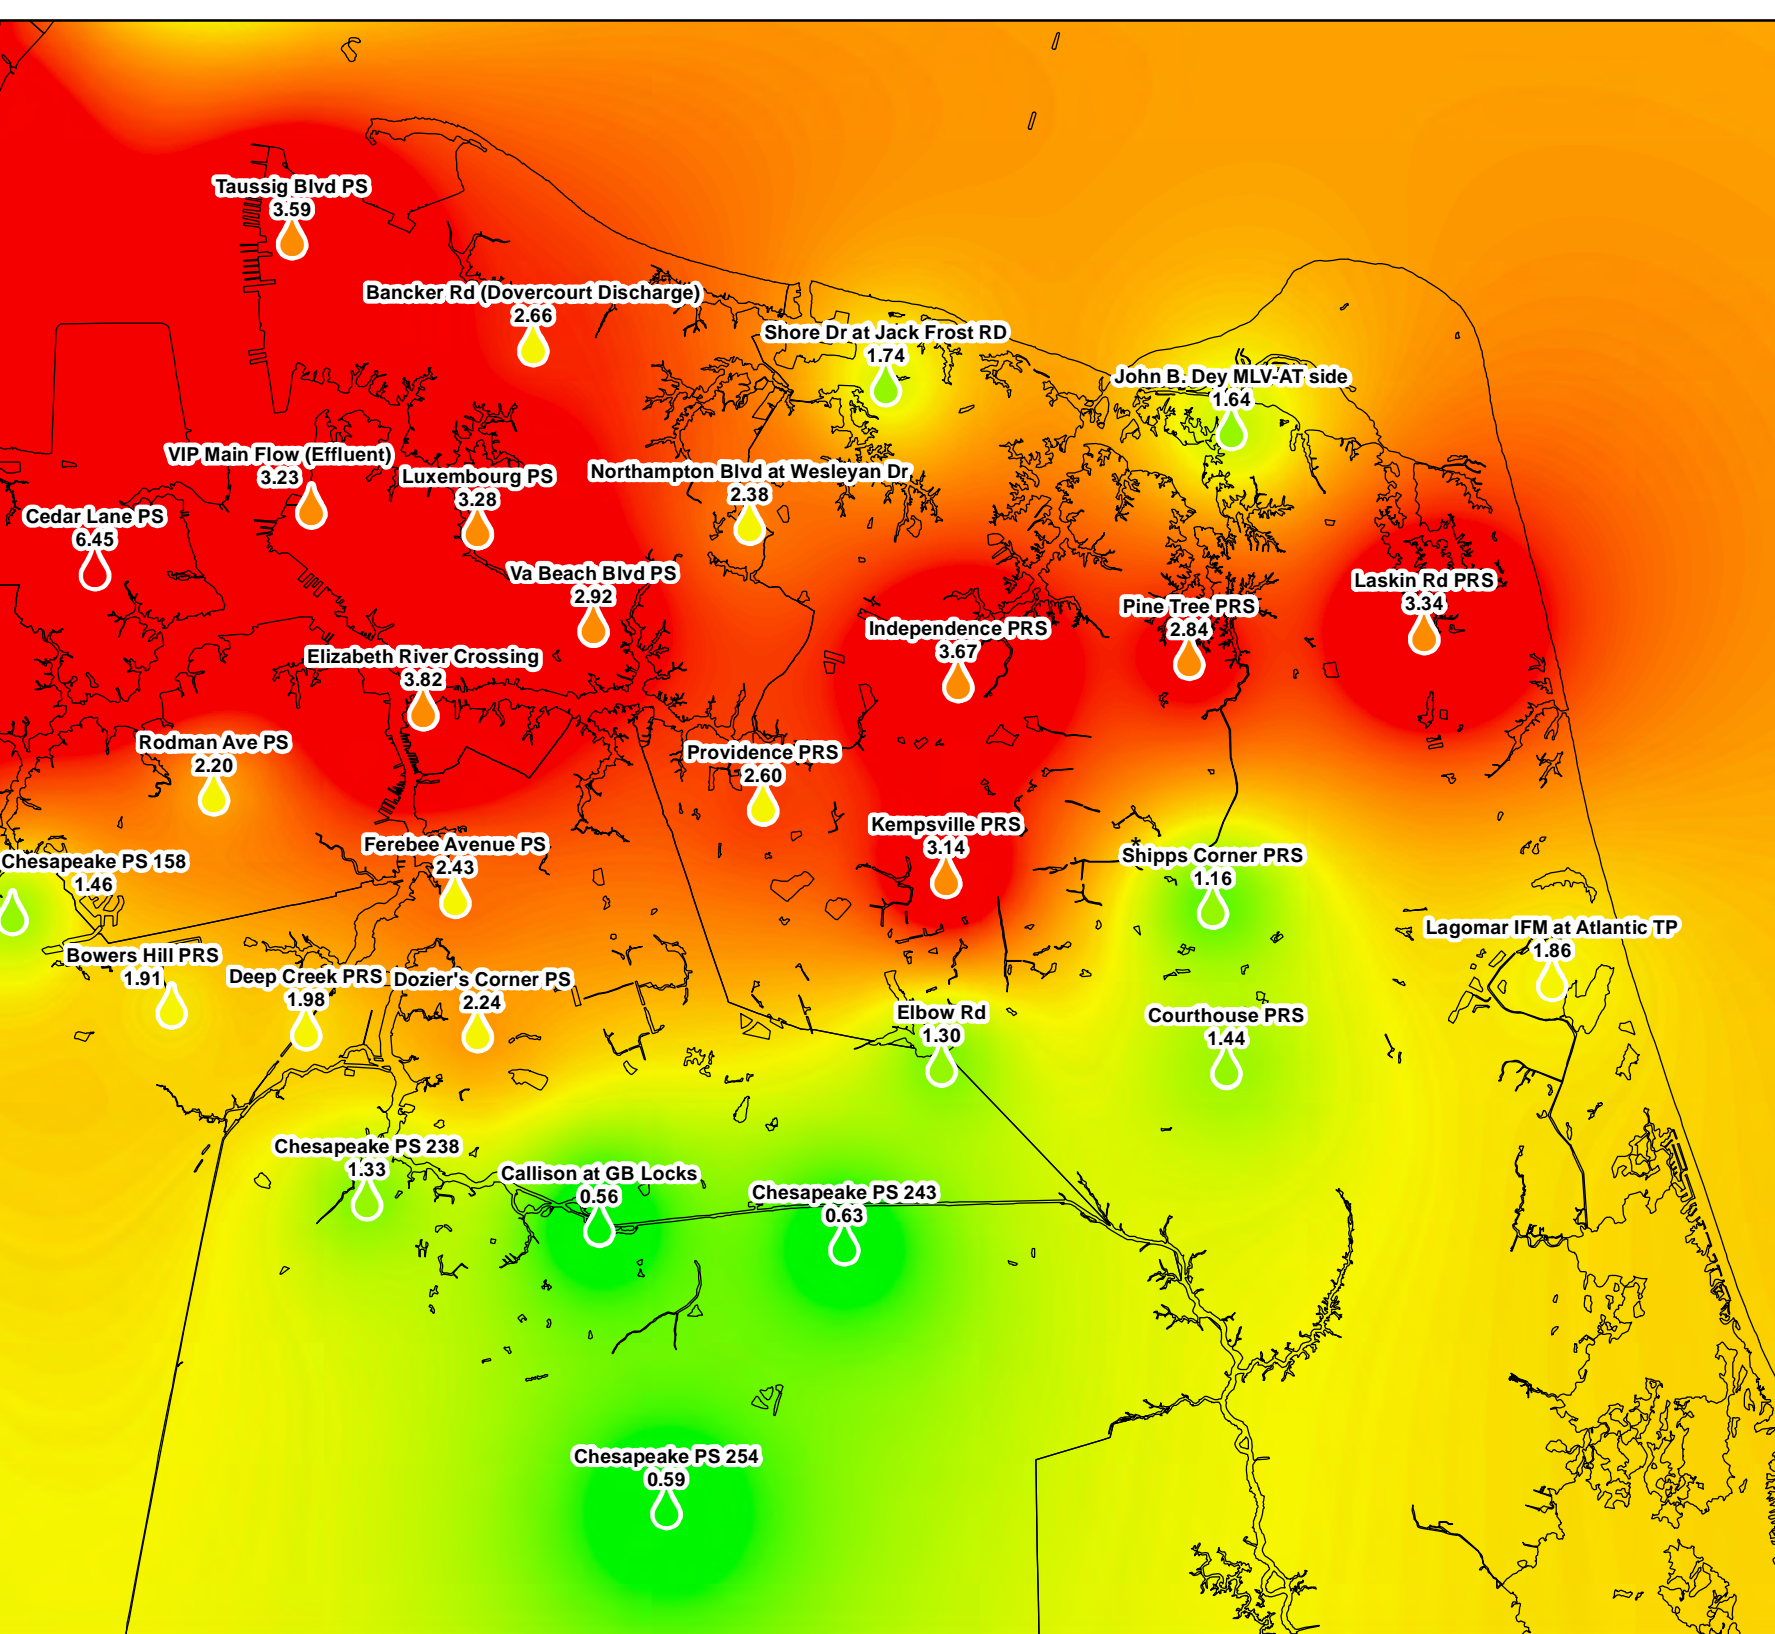 Taussig Blvd PS
3.59
Bancker Rd (Dovercourt Discharge)
2.66
Shore Dr at Jack Frost RD
1.74
John B. Dey MLV-AT side
1.64
VIP Main Flow (Effluent)
3.23
Luxembourg PS
3.28
Northampton Blvd at Wesleyan Dr
2.38
Cedar Lane PS
6.45
Va Beach Blvd PS
2.92
Laskin Rd PRS
3.34
Pine Tree PRS
2.84
Independence PRS
3.67
Elizabeth River Crossing
3.82
Rodman Ave PS
2.20
Providence PRS
2.60
Kempsville PRS
3.14
Ferebee Avenue PS
2.43
*
Shipps Corner PRS
1.16
Chesapeake PS 158
1.46
Lagomar IFM at Atlantic TP
1.86
Bowers Hill PRS
1.91
Deep Creek PRS
1.98
Dozier's Corner PS
2.24
Elbow Rd
1.30
Courthouse PRS
1.44
Chesapeake PS 238
1.33
Callison at GB Locks
0.56
Chesapeake PS 243
0.63
Chesapeake PS 254
0.59